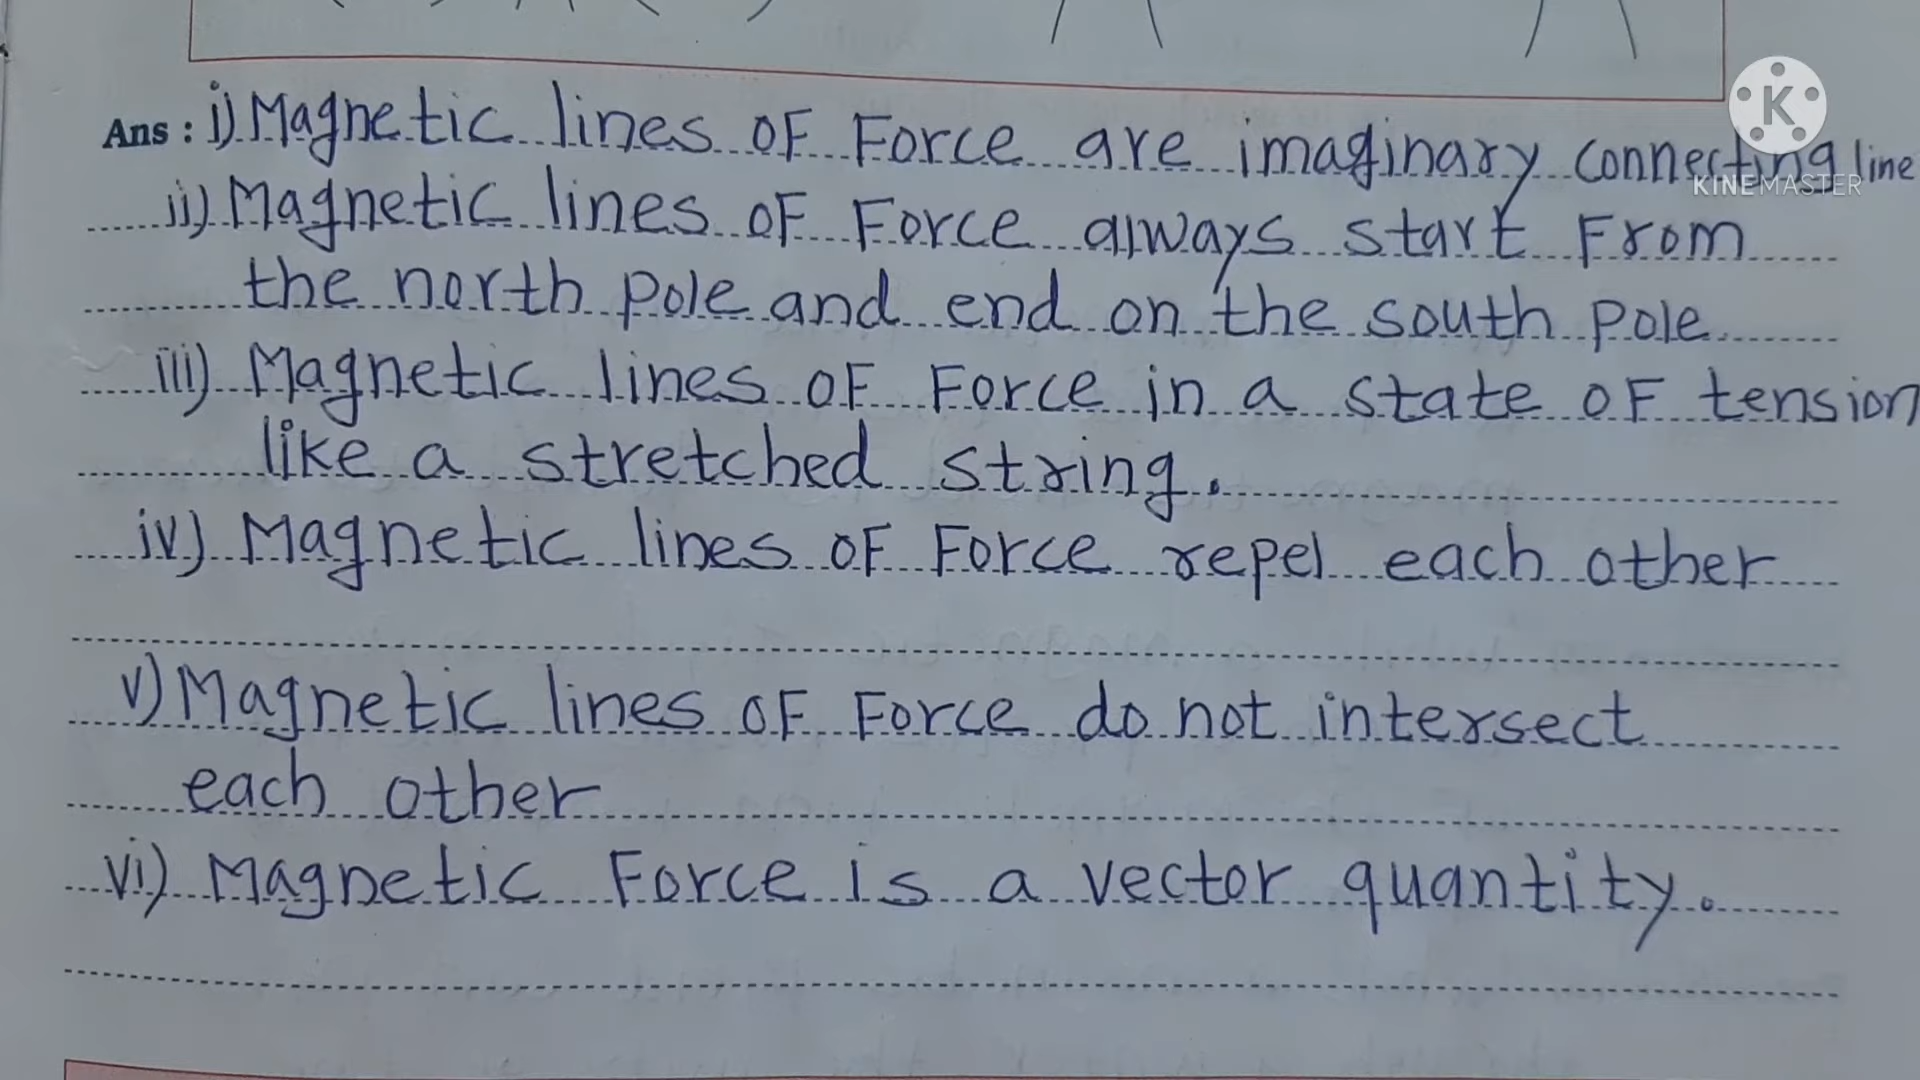 Ans : i) Magnetic lines of Force are imaginary connecting line
ii) Magnetic lines of Force always start From
the north pole and end on the south pole
iii) Magnetic lines of Force in a state of tension
like a stretched string.
iv) Magnetic lines of Force repel each other
v) Magnetic lines of Force do not intersect
each other
vi) Magnetic Force is a vector quantity.
K
KINEMASTER